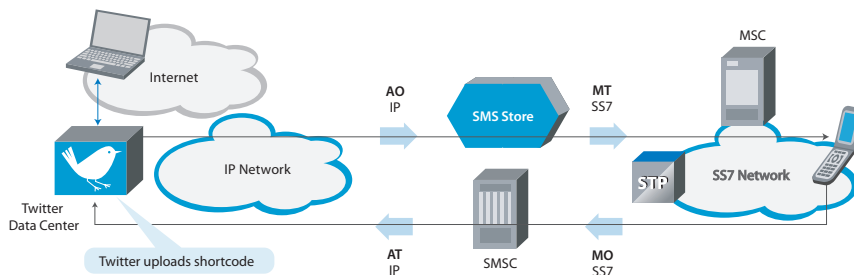 MSC
Internet
AO
IP
SMS Store
MT
SS7
IP Network
STP
SS7 Network
Twitter
Data Center
Twitter uploads shortcode
AT
IP
SMSC
MO
SS7